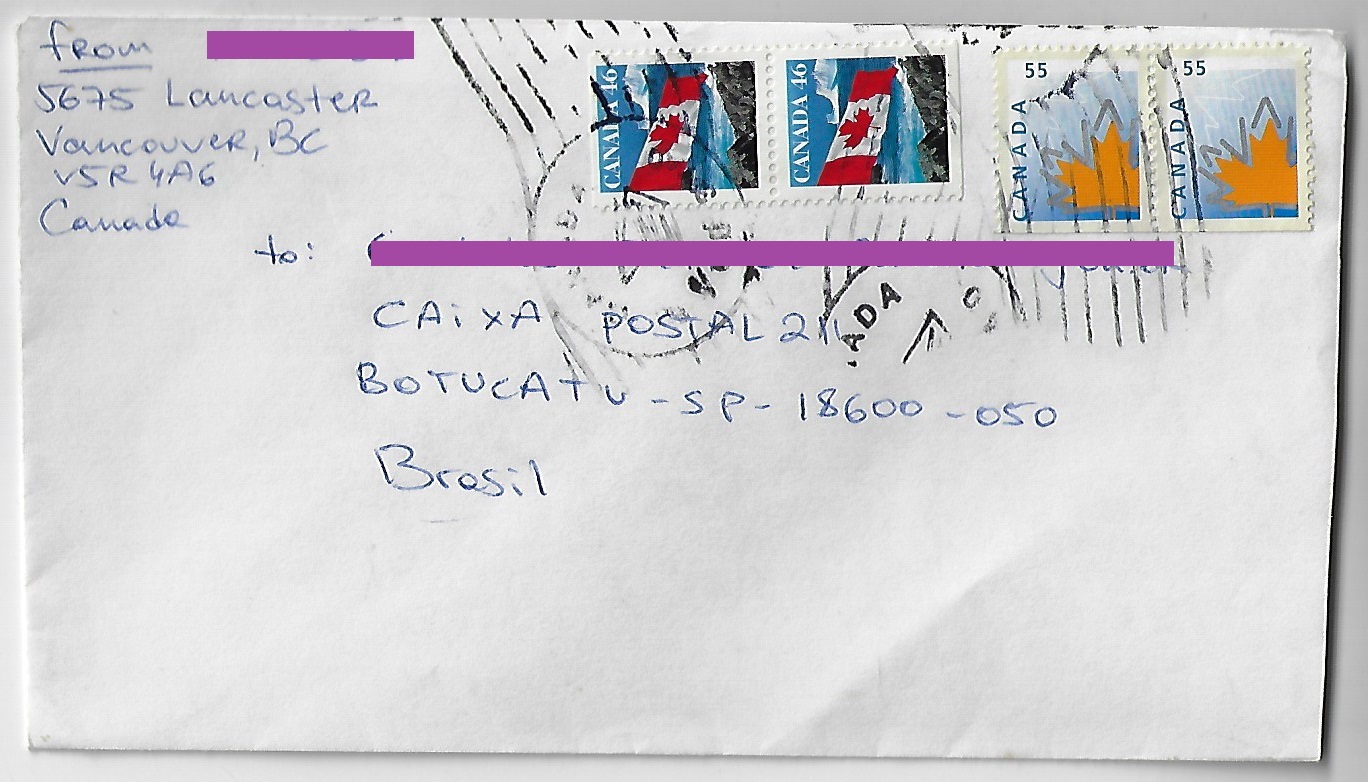 from
5675 Lancaster
Vancouver, BC
V5R 4A6
Canada
CANADA 46
CANADA 46
55
CANADA
55
CANADA
to:
CAIXA POSTAL 211
BOTUCATU - SP - 18600 - 050
Brasil
ADA